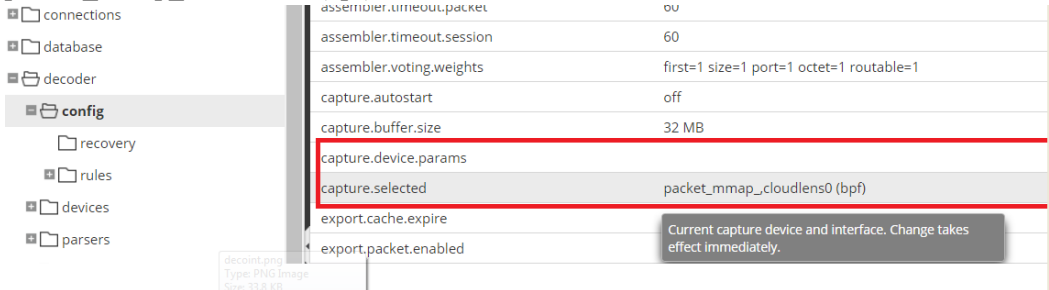 connections
database
decoder
config
recovery
rules
devices
parsers
assembler.timeout.packet 60
assembler.timeout.session 60
assembler.voting.weights first=1 size=1 port=1 octet=1 routable=1
capture.autostart off
capture.buffer.size 32 MB
capture.device.params
capture.selected packet_mmap_,cloudlens0 (bpf)
export.cache.expire
export.packet.enabled
Current capture device and interface. Change takes
effect immediately.
decoint.png
Type: PNG Image
Size: 33.8 KB